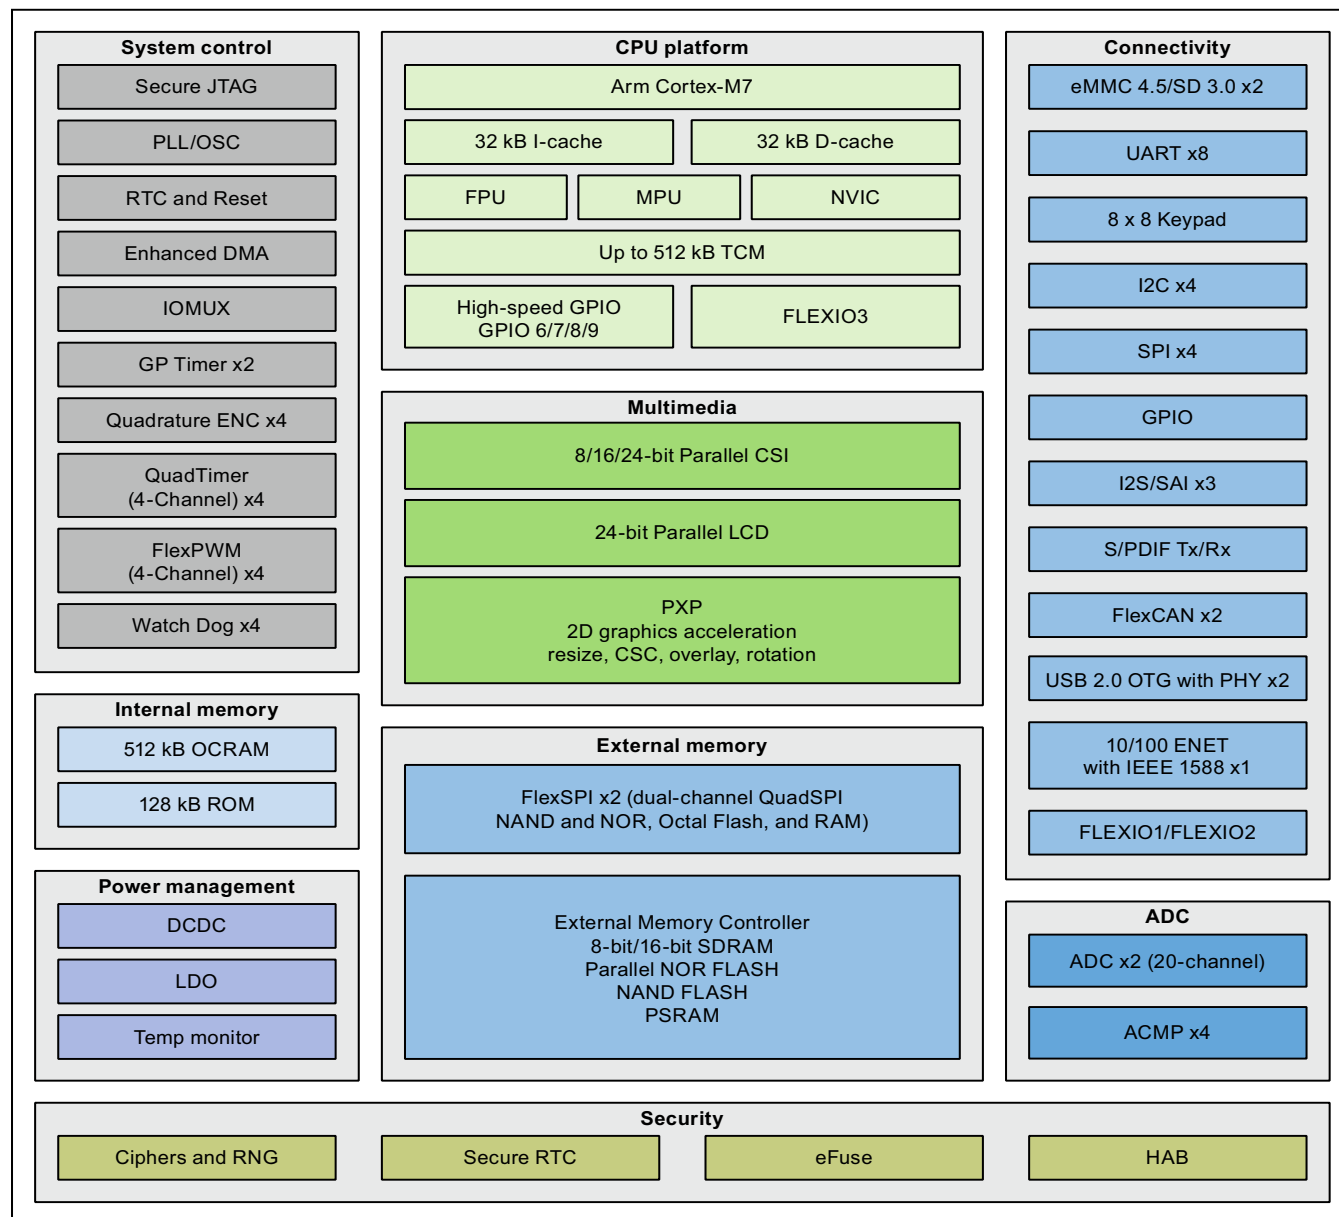 System control
Secure JTAG
PLL/OSC
RTC and Reset
Enhanced DMA
IOMUX
GP Timer x2
Quadrature ENC x4
QuadTimer
(4-Channel) x4
FlexPWM
(4-Channel) x4
Watch Dog x4
Internal memory
512 kB OCRAM
128 kB ROM
Power management
DCDC
LDO
Temp monitor
CPU platform
Arm Cortex-M7
32 kB I-cache
32 kB D-cache
FPU
MPU
NVIC
Up to 512 kB TCM
High-speed GPIO
GPIO 6/7/8/9
FLEXIO3
Multimedia
8/16/24-bit Parallel CSI
24-bit Parallel LCD
PXP
2D graphics acceleration
resize, CSC, overlay, rotation
External memory
FlexSPI x2 (dual-channel QuadSPI
NAND and NOR, Octal Flash, and RAM)
External Memory Controller
8-bit/16-bit SDRAM
Parallel NOR FLASH
NAND FLASH
PSRAM
Connectivity
eMMC 4.5/SD 3.0 x2
UART x8
8 x 8 Keypad
I2C x4
SPI x4
GPIO
I2S/SAI x3
S/PDIF Tx/Rx
FlexCAN x2
USB 2.0 OTG with PHY x2
10/100 ENET
with IEEE 1588 x1
FLEXIO1/FLEXIO2
ADC
ADC x2 (20-channel)
ACMP x4
Security
Ciphers and RNG
Secure RTC
eFuse
HAB